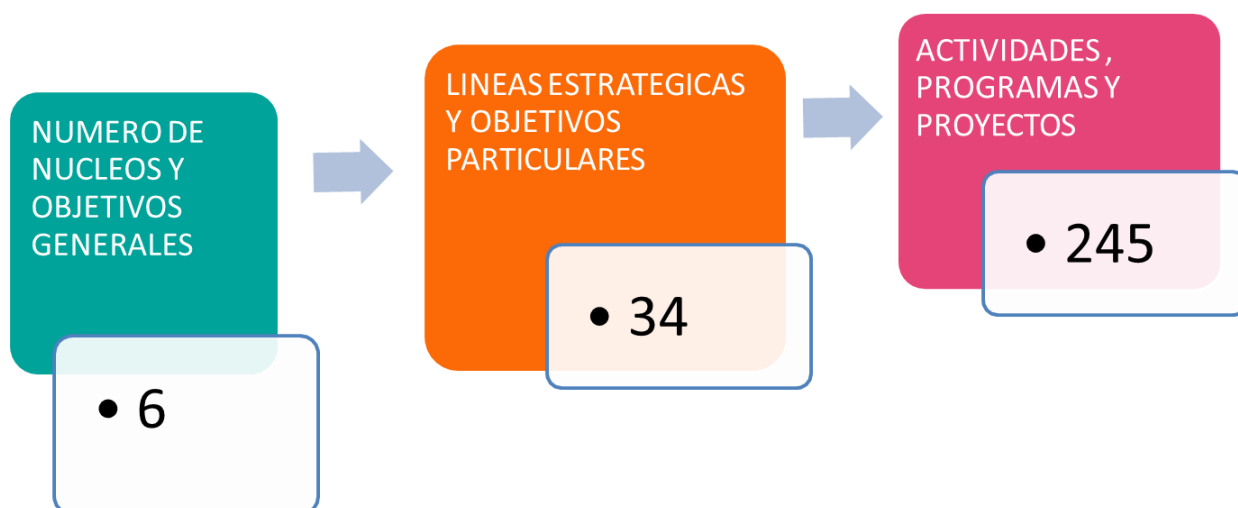 NUMERO DE
NUCLEOS Y
OBJETIVOS
GENERALES
• 6
LINEAS ESTRATEGICAS
Y OBJETIVOS
PARTICULARES
• 34
ACTIVIDADES ,
PROGRAMAS Y
PROYECTOS
• 245